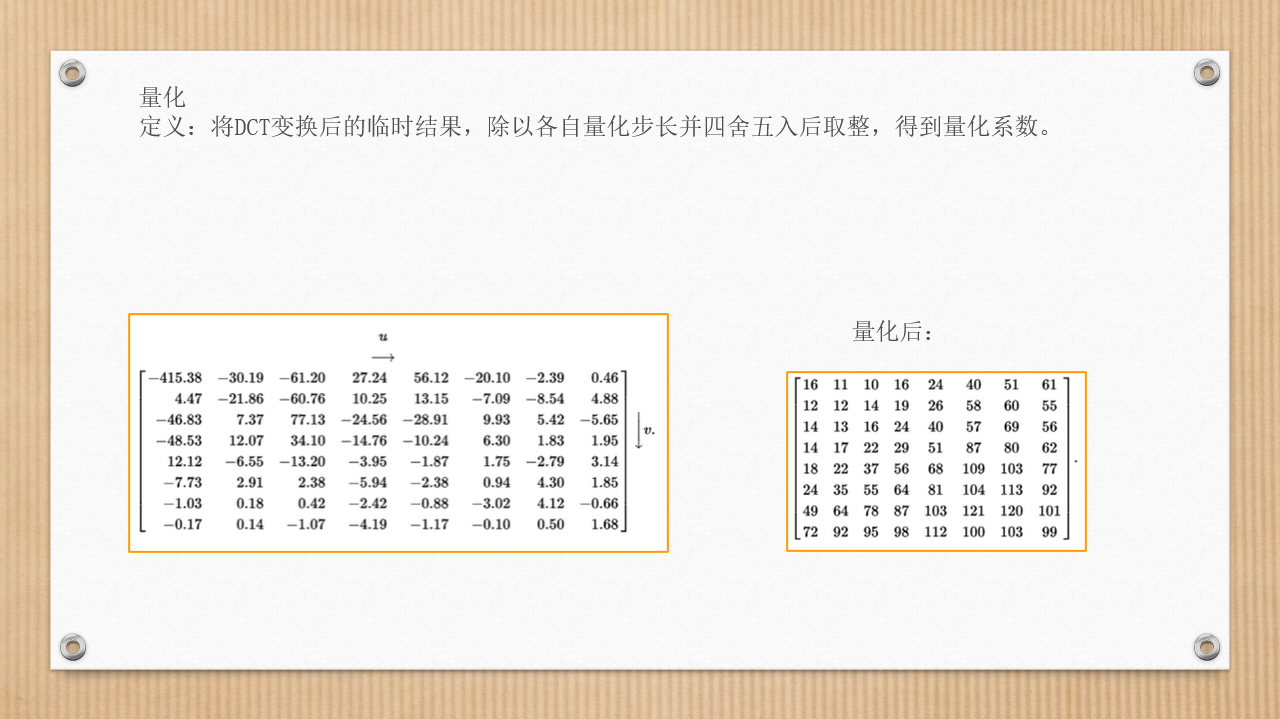 量化
定义：将DCT变换后的临时结果，除以各自量化步长并四舍五入后取整，得到量化系数。
量化后：
u
→
−415.38 −30.19 −61.20 27.24 56.12 −20.10 −2.39 0.46
4.47 −21.86 −60.76 10.25 13.15 −7.09 −8.54 4.88
−46.83 7.37 77.13 −24.56 −28.91 9.93 5.42 −5.65
−48.53 12.07 34.10 −14.76 −10.24 6.30 1.83 1.95
12.12 −6.55 −13.20 −3.95 −1.87 1.75 −2.79 3.14
−7.73 2.91 2.38 −5.94 −2.38 0.94 4.30 1.85
−1.03 0.18 0.42 −2.42 −0.88 −3.02 4.12 −0.66
−0.17 0.14 −1.07 −4.19 −1.17 −0.10 0.50 1.68
↓ v.
16 11 10 16 24 40 51 61
12 12 14 19 26 58 60 55
14 13 16 24 40 57 69 56
14 17 22 29 51 87 80 62
18 22 37 56 68 109 103 77
24 35 55 64 81 104 113 92
49 64 78 87 103 121 120 101
72 92 95 98 112 100 103 99
.